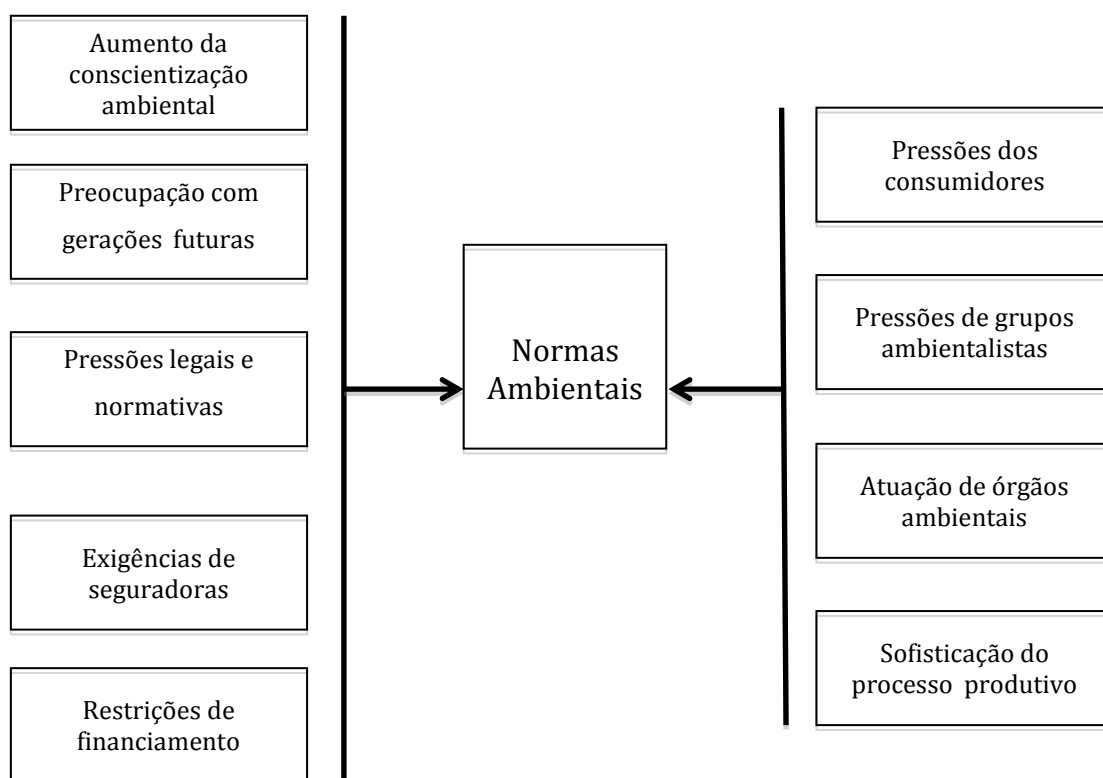 Aumento da
conscientização
ambiental
Preocupação com
gerações futuras
Pressões legais e
normativas
Exigências de
seguradoras
Restrições de
financiamento
Normas
Ambientais
Pressões dos
consumidores
Pressões de grupos
ambientalistas
Atuação de órgãos
ambientais
Sofisticação do
processo produtivo